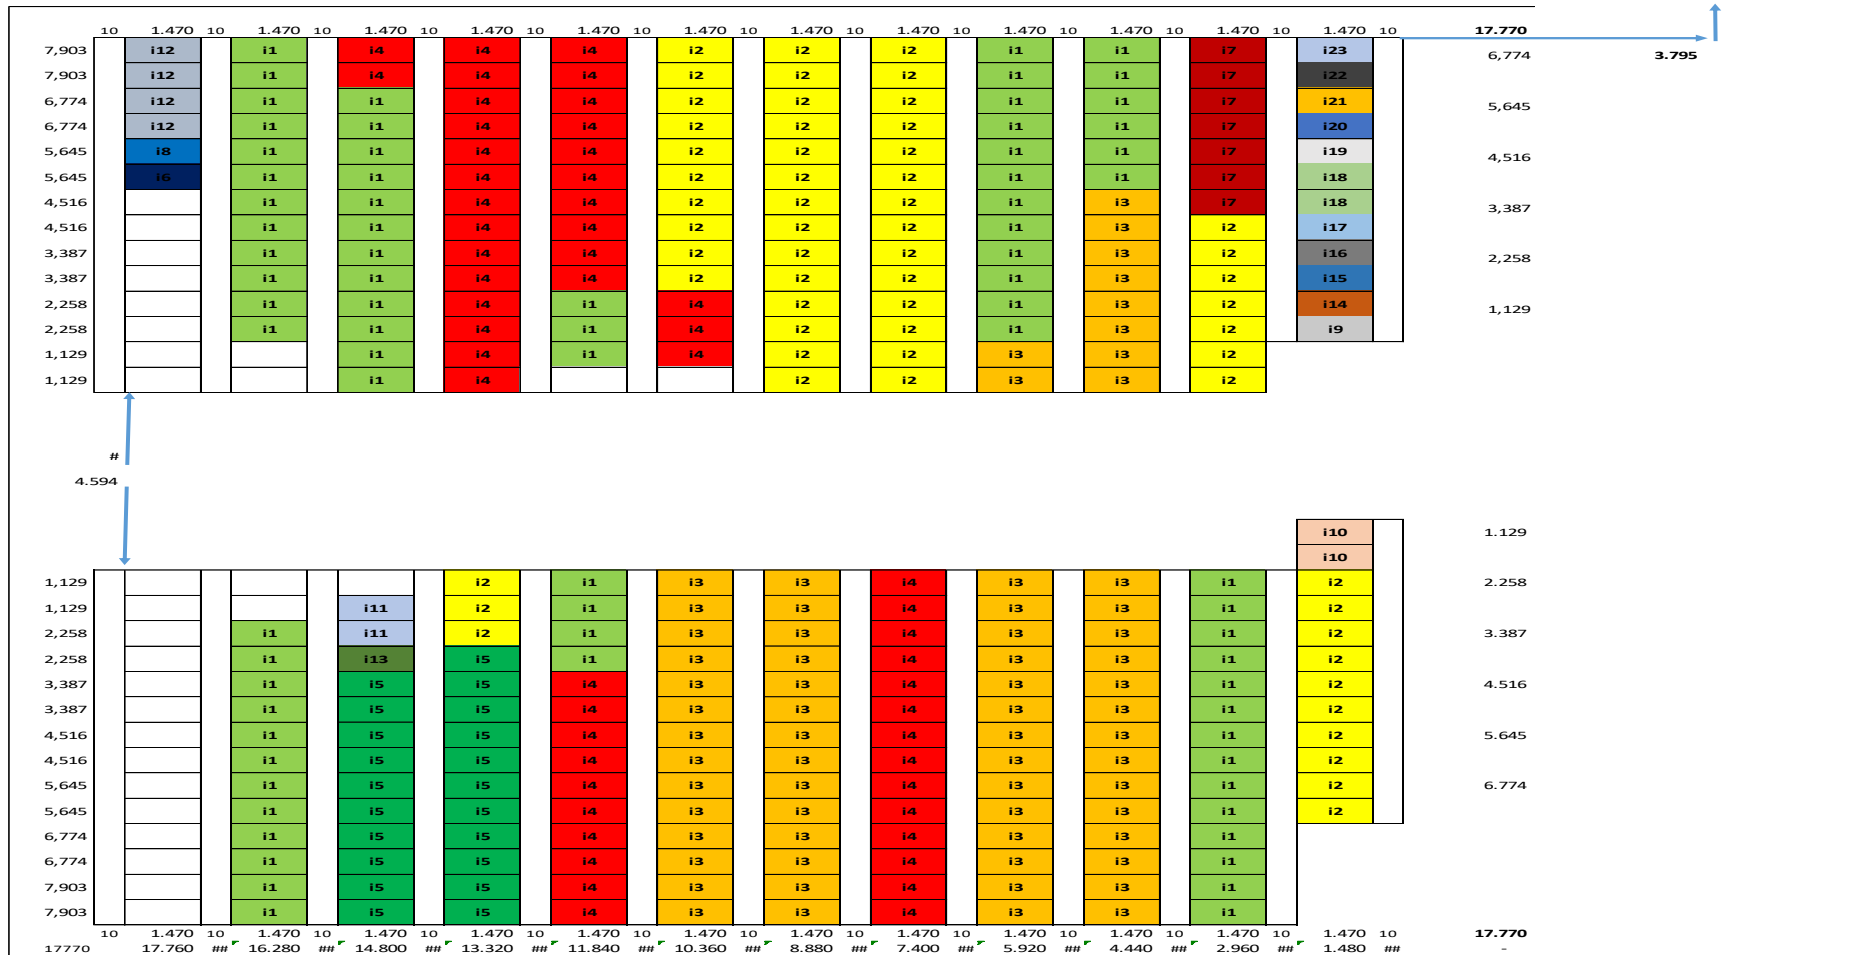 10 1.470 10 1.470 10 1.470 10 1.470 10 1.470 10 1.470 10 1.470 10 1.470 10 1.470 10 1.470 10 1.470 10 1.470 10 17.770
7,903 i12 i1 i4 i4 i4 i2 i2 i2 i1 i1 i7 i23 6,774 3.795
7,903 i12 i1 i4 i4 i4 i2 i2 i2 i1 i1 i7 i22
6,774 i12 i1 i1 i4 i4 i2 i2 i2 i1 i1 i7 i21 5,645
6,774 i12 i1 i1 i4 i4 i2 i2 i2 i1 i1 i7 i20
5,645 i8 i1 i1 i4 i4 i2 i2 i2 i1 i1 i7 i19 4,516
5,645 i6 i1 i1 i4 i4 i2 i2 i2 i1 i1 i7 i18
4,516 i1 i1 i4 i4 i2 i2 i2 i1 i3 i7 i18 3,387
4,516 i1 i1 i4 i4 i2 i2 i2 i1 i3 i2 i17
3,387 i1 i1 i4 i4 i2 i2 i2 i1 i3 i2 i16 2,258
3,387 i1 i1 i4 i4 i2 i2 i2 i1 i3 i2 i15
2,258 i1 i1 i4 i1 i4 i2 i2 i1 i3 i2 i14 1,129
2,258 i1 i1 i4 i1 i4 i2 i2 i1 i3 i2 i9
1,129 i1 i4 i1 i4 i2 i2 i3 i3 i2
1,129 i1 i4 i2 i2 i3 i3 i2
#
4.594
i10 1.129
i10
1,129 i2 i1 i3 i3 i4 i3 i3 i1 i2 2.258
1,129 i11 i2 i1 i3 i3 i4 i3 i3 i1 i2
2,258 i1 i11 i2 i1 i3 i3 i4 i3 i3 i1 i2 3.387
2,258 i1 i13 i5 i1 i3 i3 i4 i3 i3 i1 i2
3,387 i1 i5 i5 i4 i3 i3 i4 i3 i3 i1 i2 4.516
3,387 i1 i5 i5 i4 i3 i3 i4 i3 i3 i1 i2
4,516 i1 i5 i5 i4 i3 i3 i4 i3 i3 i1 i2 5.645
4,516 i1 i5 i5 i4 i3 i3 i4 i3 i3 i1 i2
5,645 i1 i5 i5 i4 i3 i3 i4 i3 i3 i1 i2 6.774
5,645 i1 i5 i5 i4 i3 i3 i4 i3 i3 i1 i2
6,774 i1 i5 i5 i4 i3 i3 i4 i3 i3 i1
6,774 i1 i5 i5 i4 i3 i3 i4 i3 i3 i1
7,903 i1 i5 i5 i4 i3 i3 i4 i3 i3 i1
7,903 i1 i5 i5 i4 i3 i3 i4 i3 i3 i1
10 1.470 10 1.470 10 1.470 10 1.470 10 1.470 10 1.470 10 1.470 10 1.470 10 1.470 10 1.470 10 1.470 10 1.470 10 17.770
17770 17.760 ## 16.280 ## 14.800 ## 13.320 ## 11.840 ## 10.360 ## 8.880 ## 7.400 ## 5.920 ## 4.440 ## 2.960 ## 1.480 ## -